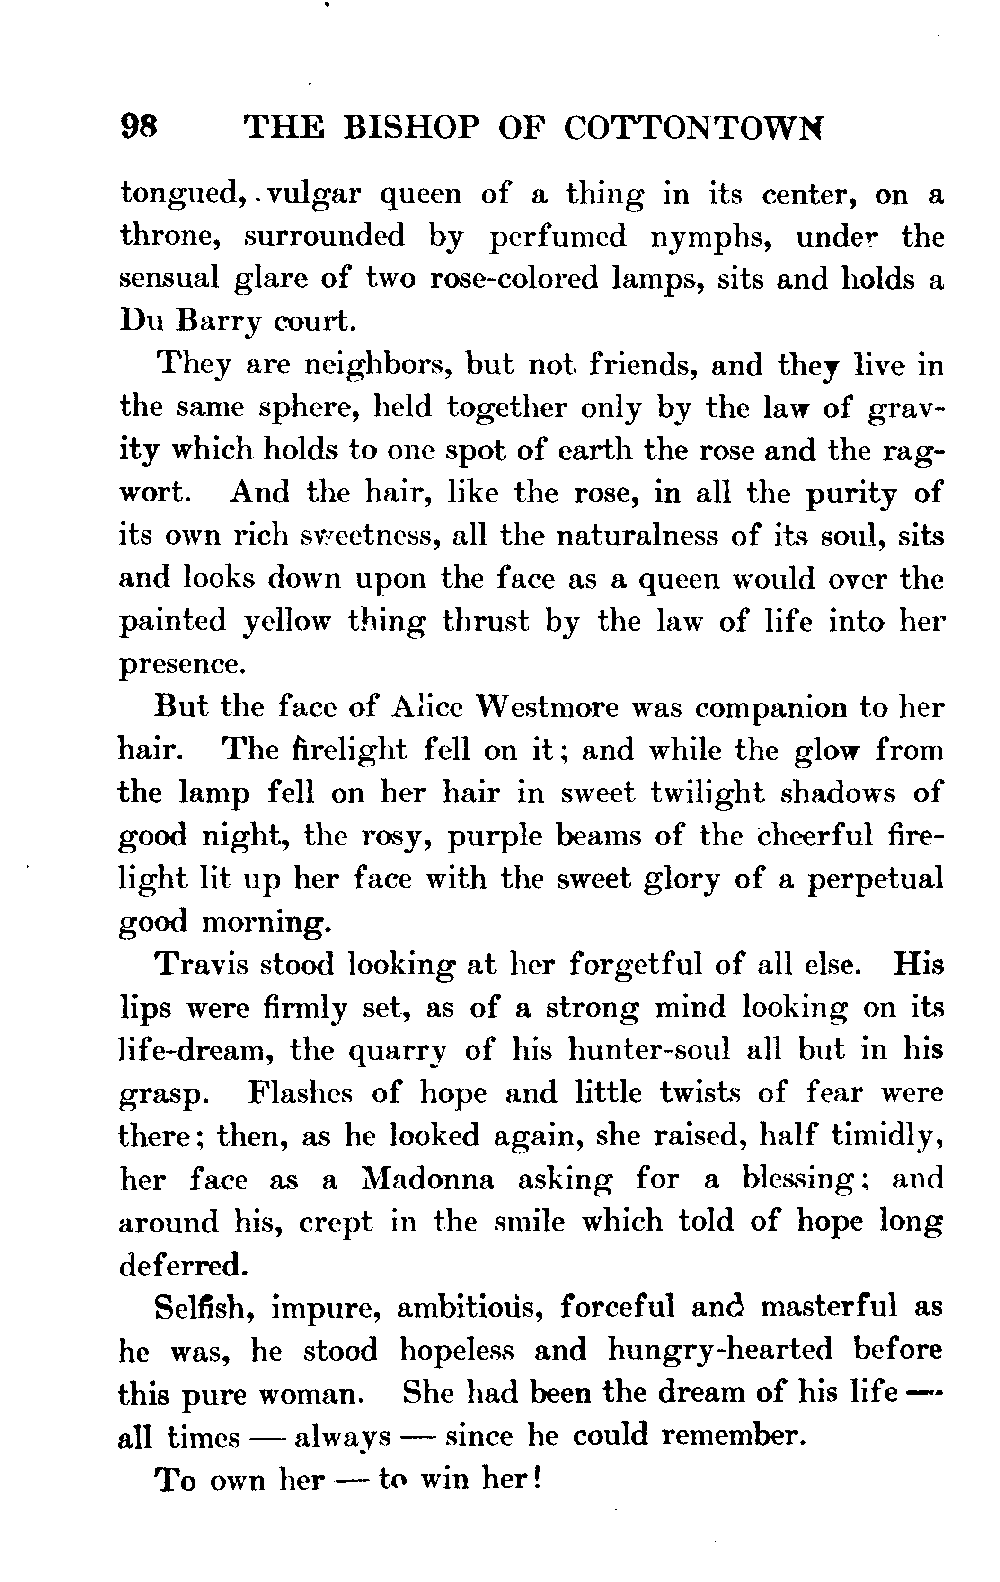 98 THE BISHOP OF COTTONTOWN
tongued, vulgar queen of a thing in its center, on a
throne, surrounded by perfumed nymphs, under the
sensual glare of two rose-colored lamps, sits and holds a
Du Barry court.
They are neighbors, but not friends, and they live in
the same sphere, held together only by the law of grav-
ity which holds to one spot of earth the rose and the rag-
wort. And the hair, like the rose, in all the purity of
its own rich sweetness, all the naturalness of its soul, sits
and looks down upon the face as a queen would over the
painted yellow thing thrust by the law of life into her
presence.
But the face of Alice Westmore was companion to her
hair. The firelight fell on it; and while the glow from
the lamp fell on her hair in sweet twilight shadows of
good night, the rosy, purple beams of the cheerful fire-
light lit up her face with the sweet glory of a perpetual
good morning.
Travis stood looking at her forgetful of all else. His
lips were firmly set, as of a strong mind looking on its
life-dream, the quarry of his hunter-soul all but in his
grasp. Flashes of hope and little twists of fear were
there; then, as he looked again, she raised, half timidly,
her face as a Madonna asking for a blessing; and
around his, crept in the smile which told of hope long
deferred.
Selfish, impure, ambitious, forceful and masterful as
he was, he stood hopeless and hungry-hearted before
this pure woman. She had been the dream of his life —
all times — always — since he could remember.
To own her — to win her!